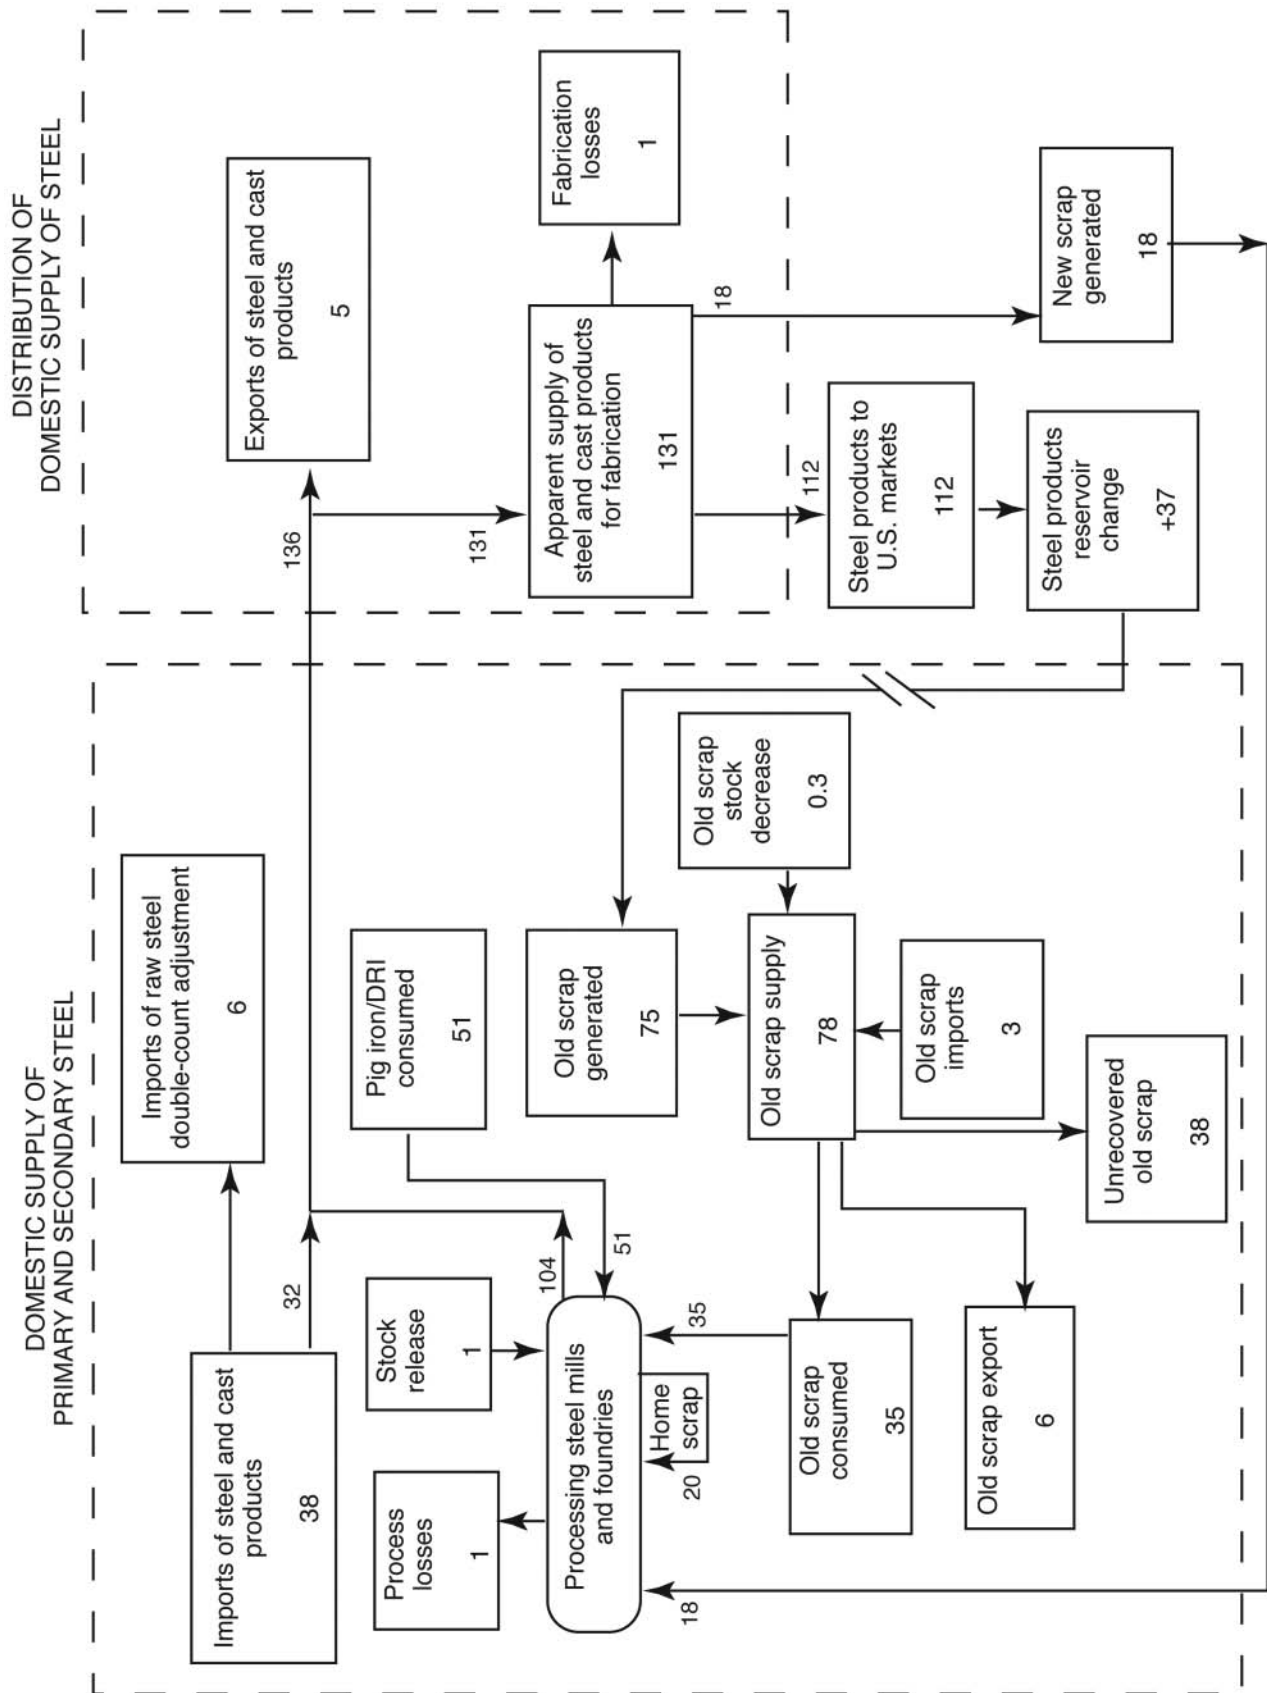 DOMESTIC SUPPLY OF
PRIMARY AND SECONDARY STEEL
DISTRIBUTION OF
DOMESTIC SUPPLY OF STEEL
Imports of steel and cast
products
38
Imports of raw steel
double-count adjustment
6
32
136
Exports of steel and cast
products
5
Process
losses
1
Stock
release
1
Pig iron/DRI
consumed
51
104
51
131
Processing steel mills
and foundries
18
20
Home
scrap
35
Old scrap
generated
75
Apparent supply of
steel and cast products
for fabrication
131
Fabrication
losses
1
18
112
Old scrap
stock
decrease
0.3
Old scrap supply
78
Old scrap
consumed
35
Old scrap
imports
3
Old scrap export
6
Unrecovered
old scrap
38
Steel products to
U.S. markets
112
Steel products
reservoir
change
+37
New scrap
generated
18